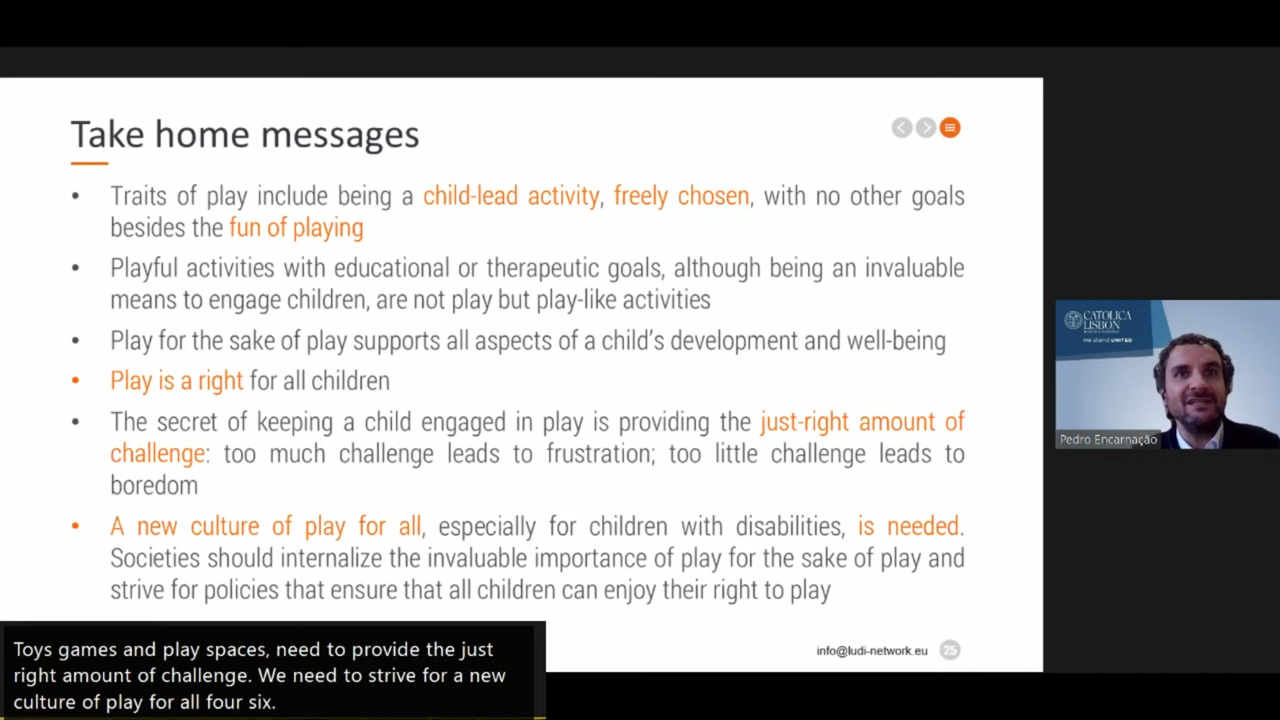 Take home messages
• Traits of play include being a child-lead activity, freely chosen, with no other goals
besides the fun of playing
• Playful activities with educational or therapeutic goals, although being an invaluable
means to engage children, are not play but play-like activities
• Play for the sake of play supports all aspects of a child's development and well-being
• Play is a right for all children
• The secret of keeping a child engaged in play is providing the just-right amount of
challenge: too much challenge leads to frustration; too little challenge leads to
boredom
• A new culture of play for all, especially for children with disabilities, is needed.
Societies should internalize the invaluable importance of play for the sake of play and
strive for policies that ensure that all children can enjoy their right to play
info@ludi-network.eu 25
CATOLICA
LISBON
We stand UNITED
Pedro Encarnação
Toys games and play spaces, need to provide the just
right amount of challenge. We need to strive for a new
culture of play for all four six.